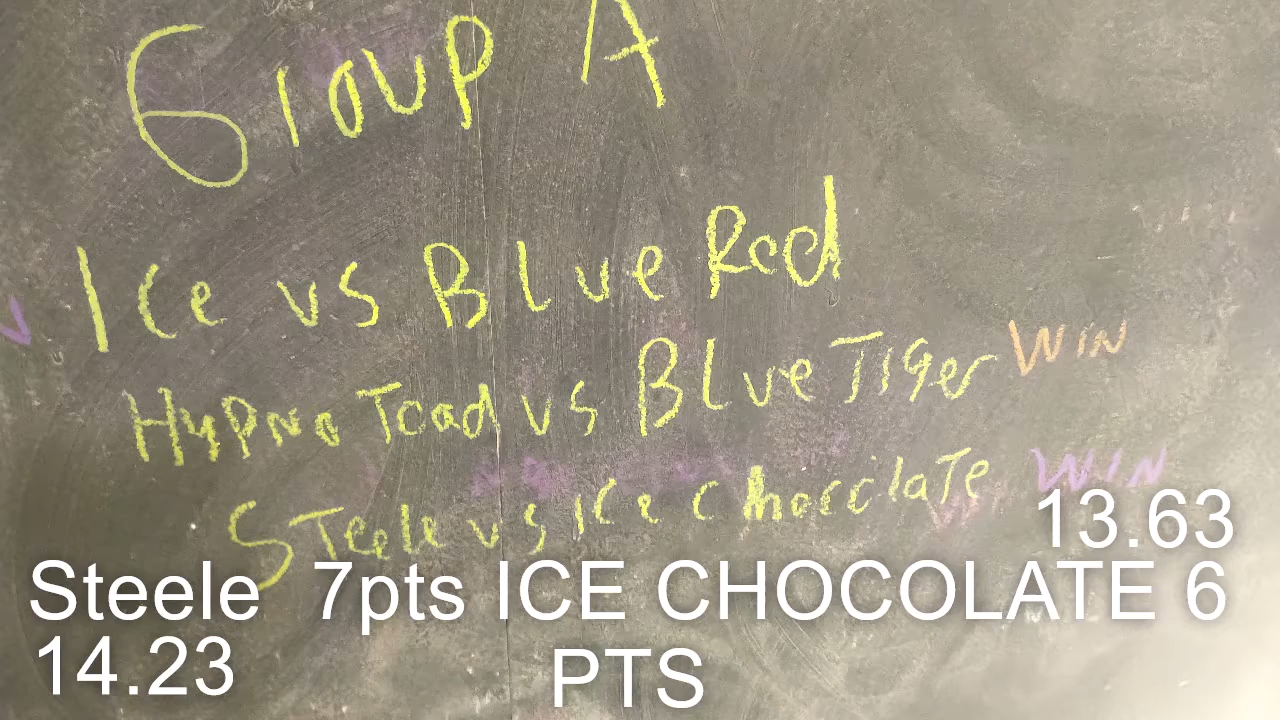 Group A
Ice vs Blue Red
Hypno Toad vs Blue Tiger WIN
Steele vs Ice Chocolate WIN
13.63
Steele 7pts ICE CHOCOLATE 6
14.23 PTS